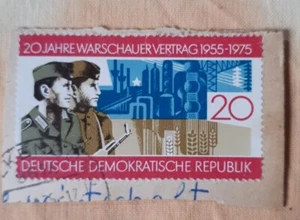 20 JAHRE WARSCHAUER VERTRAG 1955-1975
20
DEUTSCHE DEMOKRATISCHE REPUBLIK